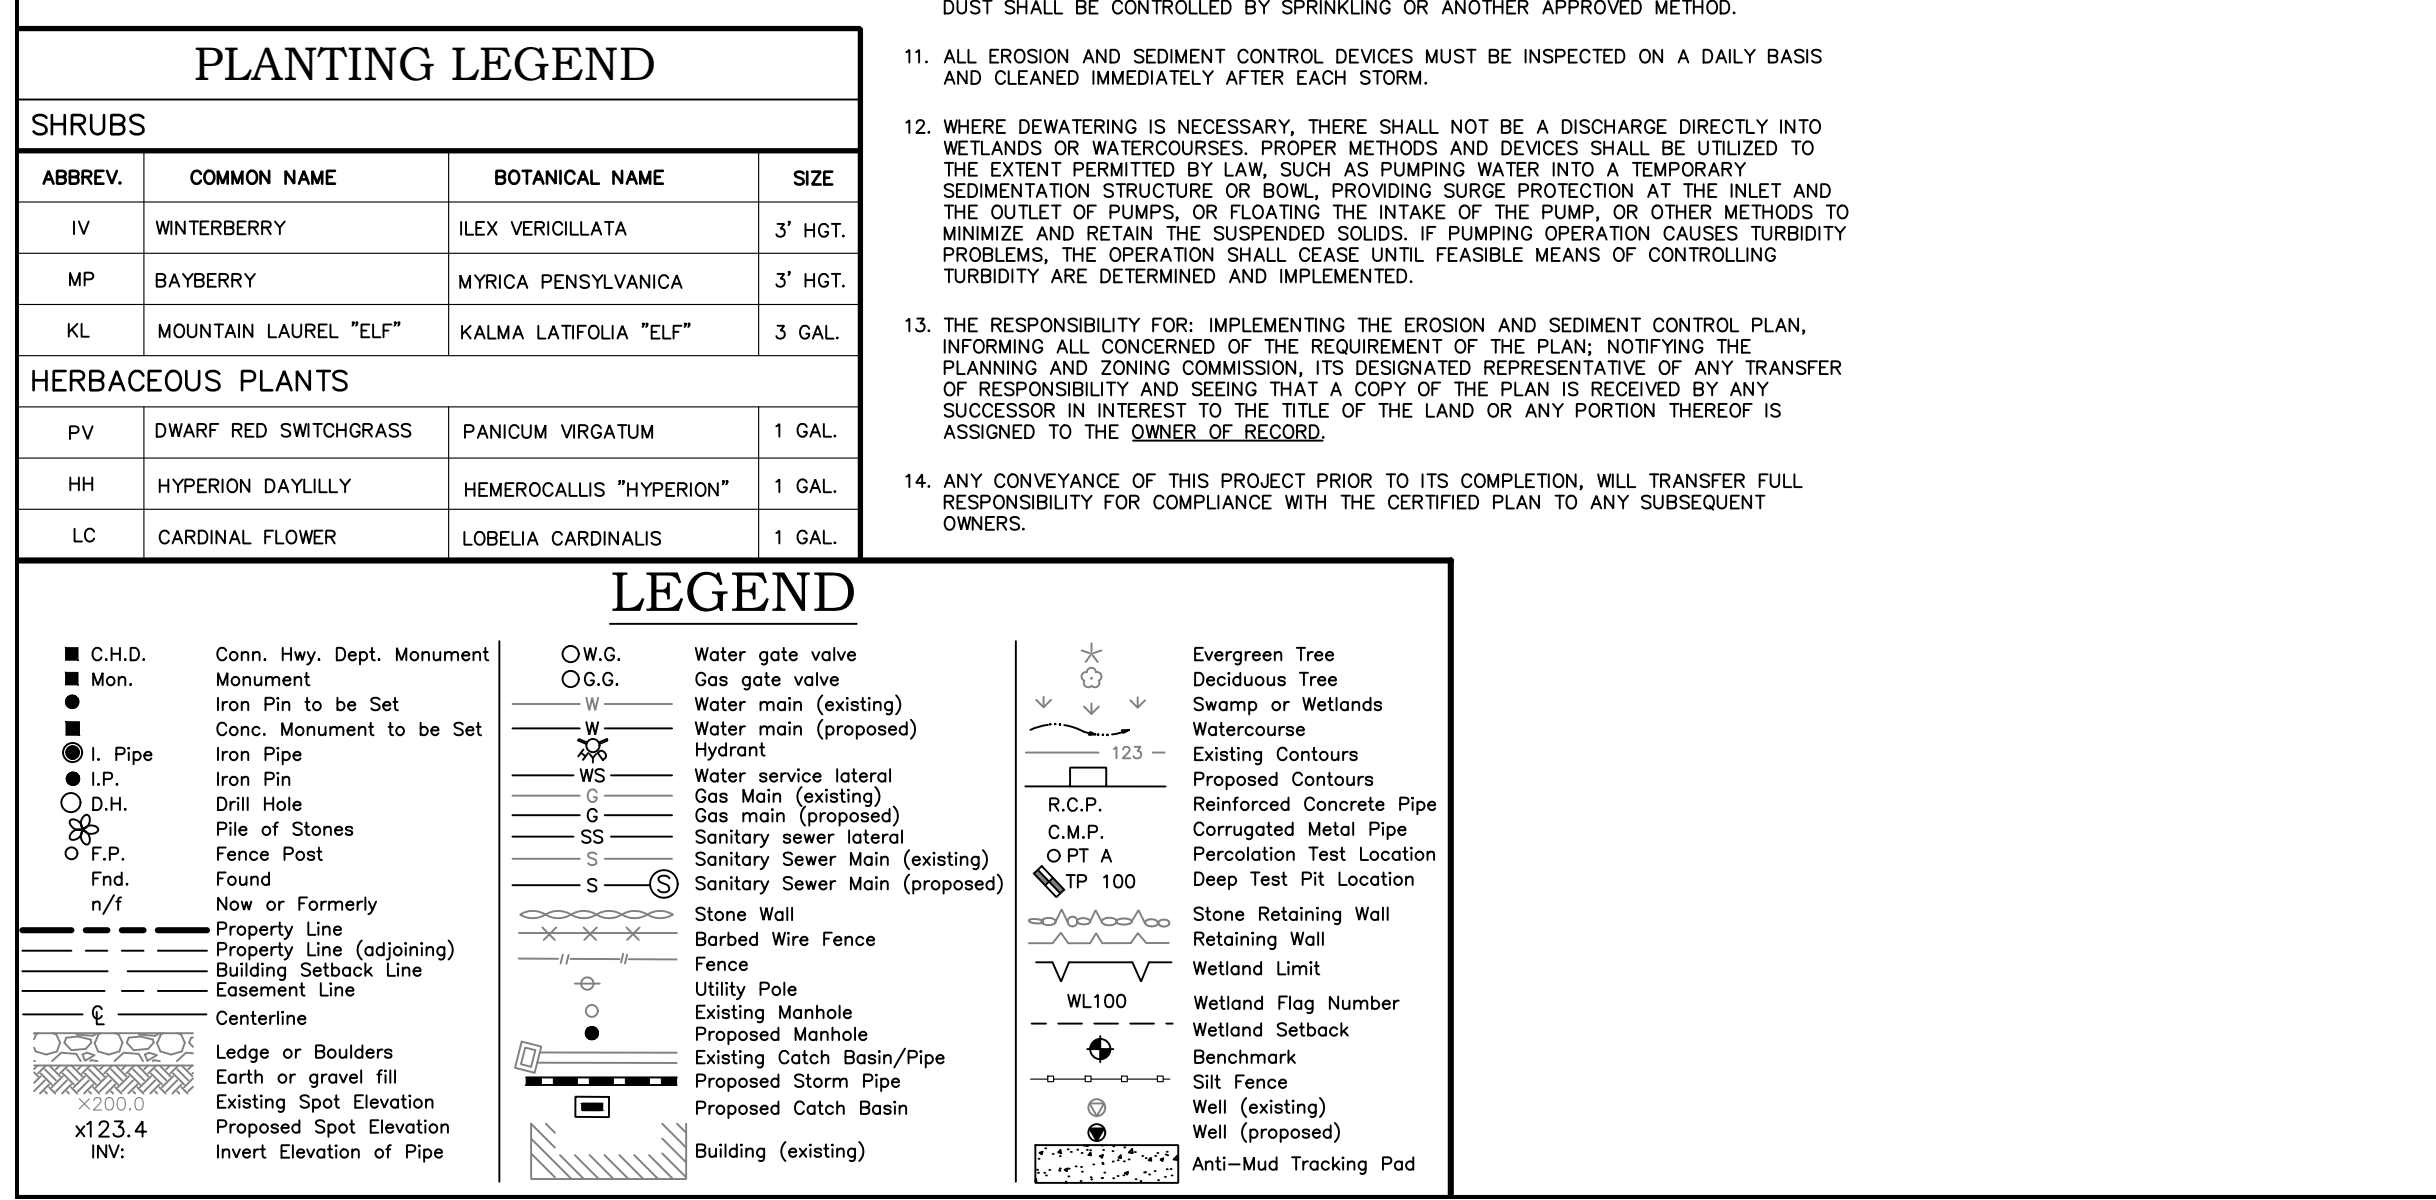 DUST SHALL BE CONTROLLED BY SPRINKLING OR ANOTHER APPROVED METHOD.
11. ALL EROSION AND SEDIMENT CONTROL DEVICES MUST BE INSPECTED ON A DAILY BASIS
AND CLEANED IMMEDIATELY AFTER EACH STORM.
12. WHERE DEWATERING IS NECESSARY, THERE SHALL NOT BE A DISCHARGE DIRECTLY INTO
WETLANDS OR WATERCOURSES. PROPER METHODS AND DEVICES SHALL BE UTILIZED TO
THE EXTENT PERMITTED BY LAW, SUCH AS PUMPING WATER INTO A TEMPORARY
SEDIMENTATION STRUCTURE OR BOWL, PROVIDING SURGE PROTECTION AT THE INLET AND
THE OUTLET OF PUMPS, OR FLOATING THE INTAKE OF THE PUMP, OR OTHER METHODS TO
MINIMIZE AND RETAIN THE SUSPENDED SOLIDS. IF PUMPING OPERATION CAUSES TURBIDITY
PROBLEMS, THE OPERATION SHALL CEASE UNTIL FEASIBLE MEANS OF CONTROLLING
TURBIDITY ARE DETERMINED AND IMPLEMENTED.
13. THE RESPONSIBILITY FOR: IMPLEMENTING THE EROSION AND SEDIMENT CONTROL PLAN,
INFORMING ALL CONCERNED OF THE REQUIREMENT OF THE PLAN; NOTIFYING THE
PLANNING AND ZONING COMMISSION, ITS DESIGNATED REPRESENTATIVE OF ANY TRANSFER
OF RESPONSIBILITY AND SEEING THAT A COPY OF THE PLAN IS RECEIVED BY ANY
SUCCESSOR IN INTEREST TO THE TITLE OF THE LAND OR ANY PORTION THEREOF IS
ASSIGNED TO THE OWNER OF RECORD.
14. ANY CONVEYANCE OF THIS PROJECT PRIOR TO ITS COMPLETION, WILL TRANSFER FULL
RESPONSIBILITY FOR COMPLIANCE WITH THE CERTIFIED PLAN TO ANY SUBSEQUENT
OWNERS.
PLANTING LEGEND
SHRUBS
ABBREV. COMMON NAME BOTANICAL NAME SIZE
IV WINTERBERRY ILEX VERICILLATA 3' HGT.
MP BAYBERRY MYRICA PENSYLVANICA 3' HGT.
KL MOUNTAIN LAUREL "ELF" KALMA LATIFOLIA "ELF" 3 GAL.
HERBACEOUS PLANTS
PV DWARF RED SWITCHGRASS PANICUM VIRGATUM 1 GAL.
HH HYPERION DAYLILLY HEMEROCALLIS "HYPERION" 1 GAL.
LC CARDINAL FLOWER LOBELIA CARDINALIS 1 GAL.
LEGEND
C.H.D. Conn. Hwy. Dept. Monument
Mon. Monument
Iron Pin to be Set
Conc. Monument to be Set
I. Pipe Iron Pipe
I.P. Iron Pin
D.H. Drill Hole
Pile of Stones
F.P. Fence Post
Fnd. Found
n/f Now or Formerly
Property Line
Property Line (adjoining)
Building Setback Line
Easement Line
℄ Centerline
Ledge or Boulders
Earth or gravel fill
×200.0 Existing Spot Elevation
x123.4 Proposed Spot Elevation
INV: Invert Elevation of Pipe
W.G. Water gate valve
G.G. Gas gate valve
W Water main (existing)
W Water main (proposed)
Hydrant
WS Water service lateral
G Gas Main (existing)
G Gas main (proposed)
SS Sanitary sewer lateral
S Sanitary Sewer Main (existing)
S S Sanitary Sewer Main (proposed)
Stone Wall
Barbed Wire Fence
Fence
Utility Pole
Existing Manhole
Proposed Manhole
Existing Catch Basin/Pipe
Proposed Storm Pipe
Proposed Catch Basin
Building (existing)
Evergreen Tree
Deciduous Tree
Swamp or Wetlands
Watercourse
123 Existing Contours
Proposed Contours
R.C.P. Reinforced Concrete Pipe
C.M.P. Corrugated Metal Pipe
PT A Percolation Test Location
TP 100 Deep Test Pit Location
Stone Retaining Wall
Retaining Wall
Wetland Limit
WL100 Wetland Flag Number
Wetland Setback
Benchmark
Silt Fence
Well (existing)
Well (proposed)
Anti-Mud Tracking Pad